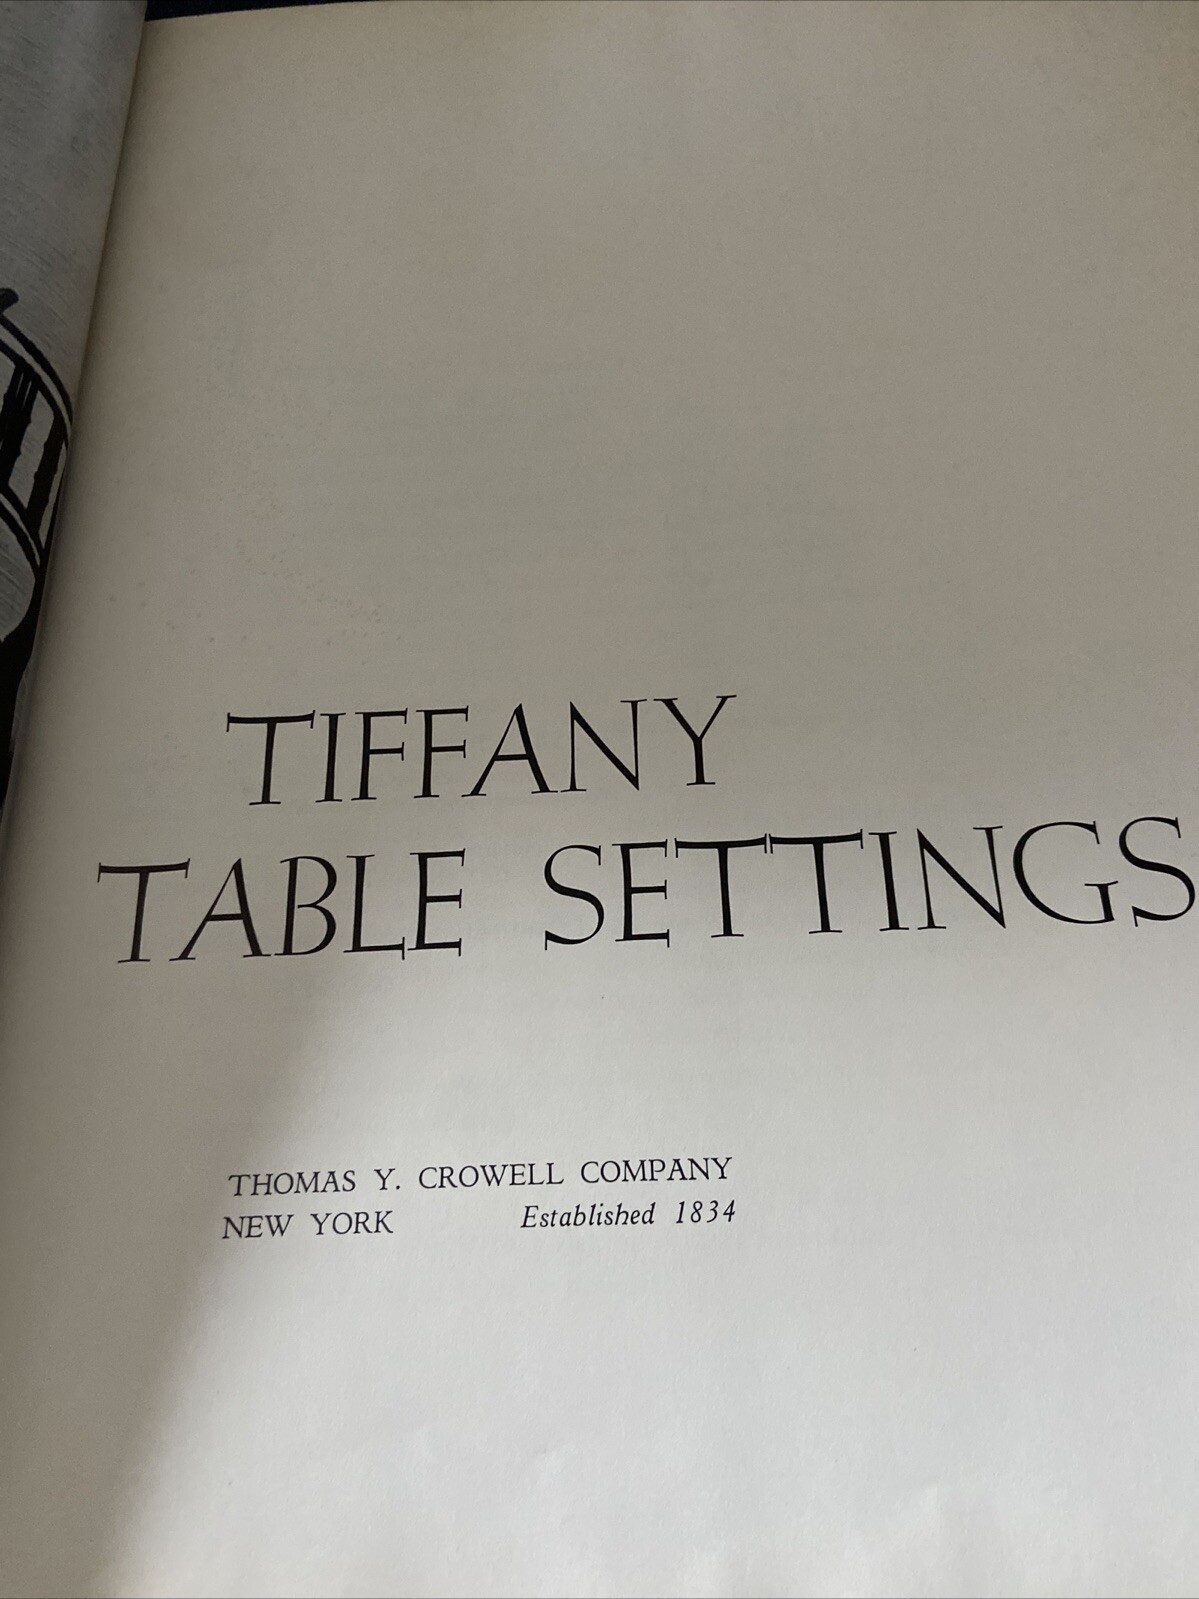 TIFFANY
TABLE SETTINGS
THOMAS Y. CROWELL COMPANY
NEW YORK Established 1834